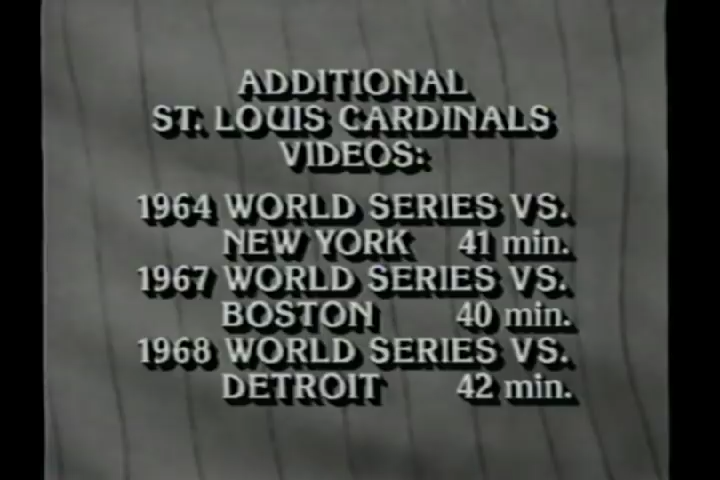 ADDITIONAL
ST. LOUIS CARDINALS
VIDEOS:
1964 WORLD SERIES VS.
NEW YORK 41 min.
1967 WORLD SERIES VS.
BOSTON 40 min.
1968 WORLD SERIES VS.
DETROIT 42 min.